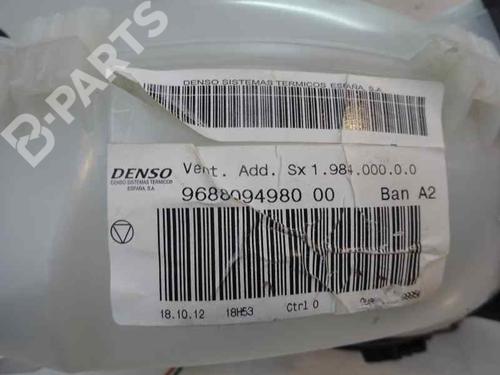 B-PARTS
DENSO SISTEMAS TERMICOS ESPAÑA, S.A.
DENSO Vent. Add. Sx 1.984.000.0.0
DENSO SISTEMAS TERMICOS
ESPAÑA, S.A.
9688094980 00 Ban A2
18.10.12 18H53 Ctrl 0